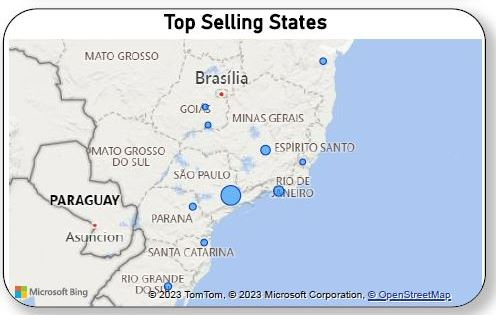 Top Selling States
MATO GROSSO
Brasília
GOIÁS
MINAS GERAIS
MATO GROSSO
DO SUL
ESPÍRITO SANTO
SÃO PAULO
RIO DE
JANEIRO
PARAGUAY
PARANÁ
Asunción
SANTA CATARINA
RIO GRANDE
DO SUL
Microsoft Bing
© 2023 TomTom, © 2023 Microsoft Corporation, © OpenStreetMap